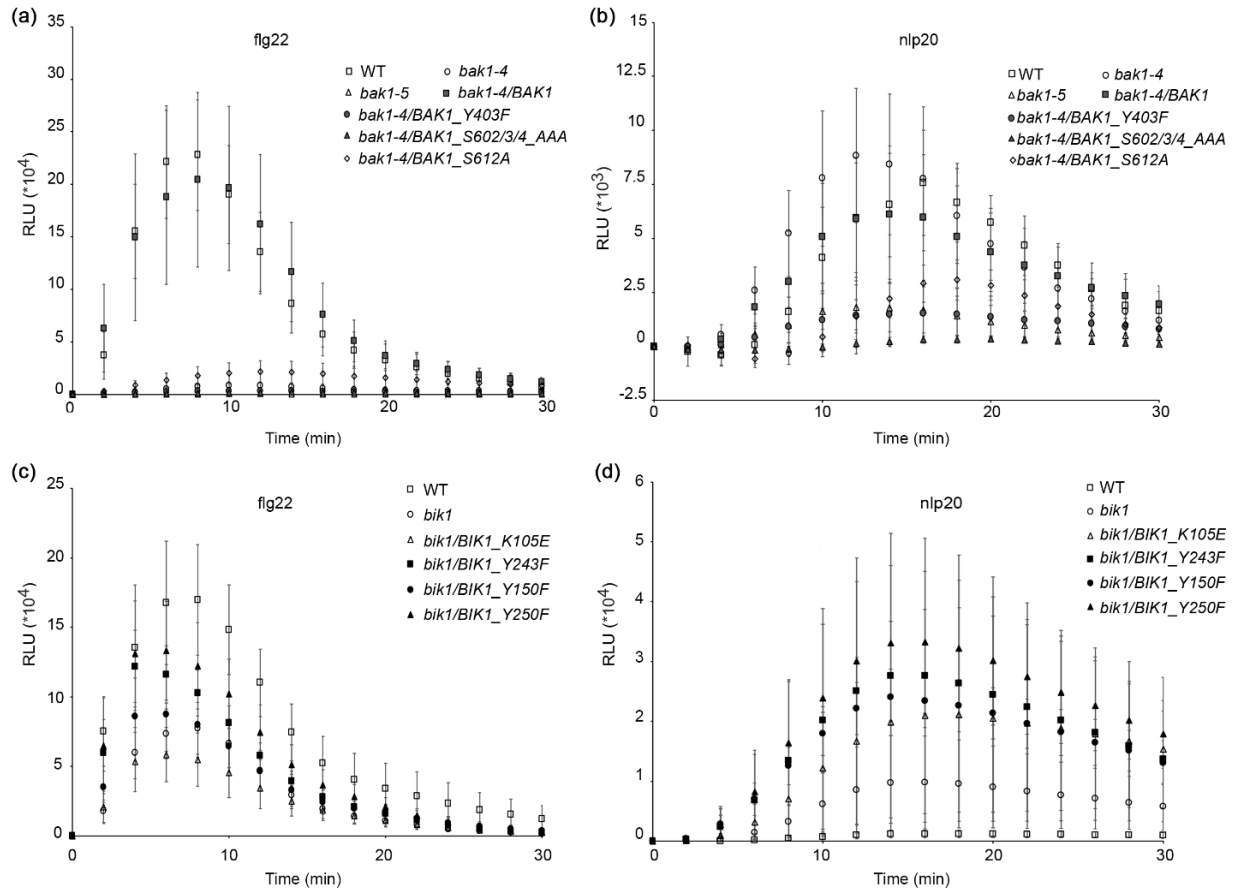 (a)
flg22
WT bak1-4
bak1-5 bak1-4/BAK1
bak1-4/BAK1_Y403F
bak1-4/BAK1_S602/3/4_AAA
bak1-4/BAK1_S612A
RLU (*10⁴)
35
30
25
20
15
10
5
0
0 10 20 30
Time (min)
(b)
nlp20
WT bak1-4
bak1-5 bak1-4/BAK1
bak1-4/BAK1_Y403F
bak1-4/BAK1_S602/3/4_AAA
bak1-4/BAK1_S612A
RLU (*10³)
15
12.5
10
7.5
5
2.5
0
-2.5
0 10 20 30
Time (min)
(c)
flg22
WT
bik1
bik1/BIK1_K105E
bik1/BIK1_Y243F
bik1/BIK1_Y150F
bik1/BIK1_Y250F
RLU (*10⁴)
25
20
15
10
5
0
0 10 20 30
Time (min)
(d)
nlp20
WT
bik1
bik1/BIK1_K105E
bik1/BIK1_Y243F
bik1/BIK1_Y150F
bik1/BIK1_Y250F
RLU (*10⁴)
6
5
4
3
2
1
0
0 10 20 30
Time (min)